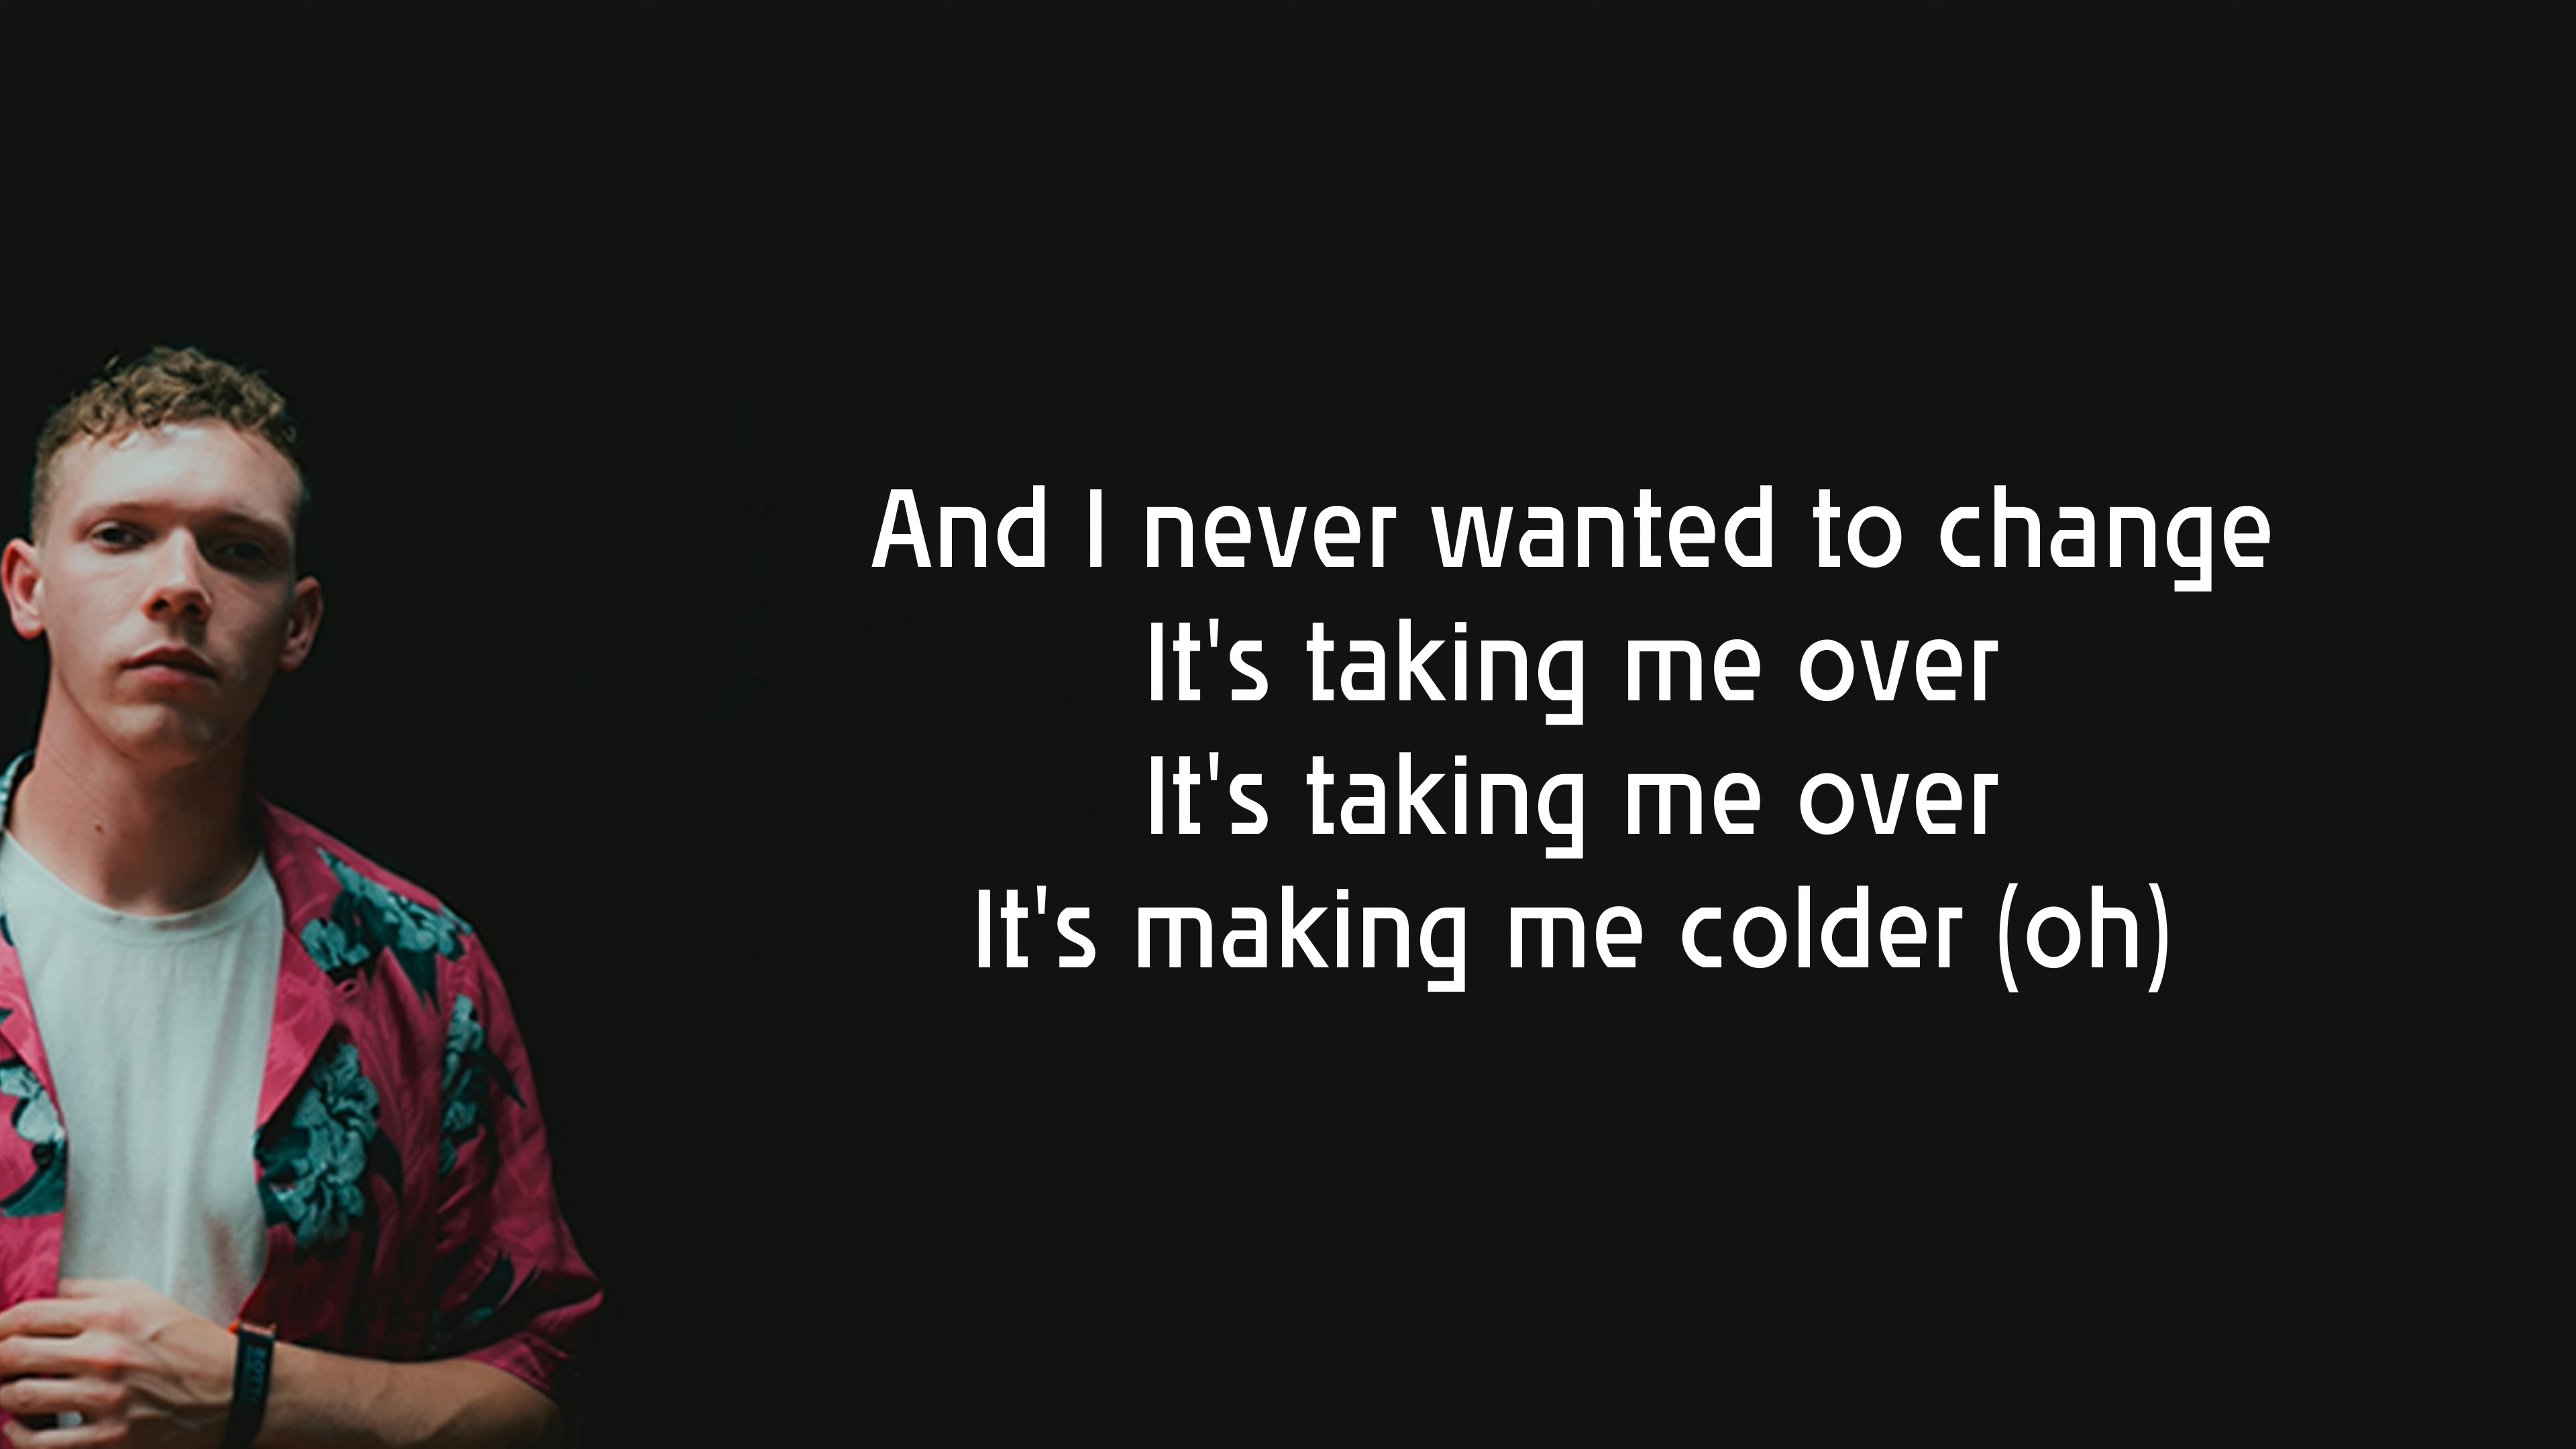 And I never wanted to change
It's taking me over
It's taking me over
It's making me colder (oh)